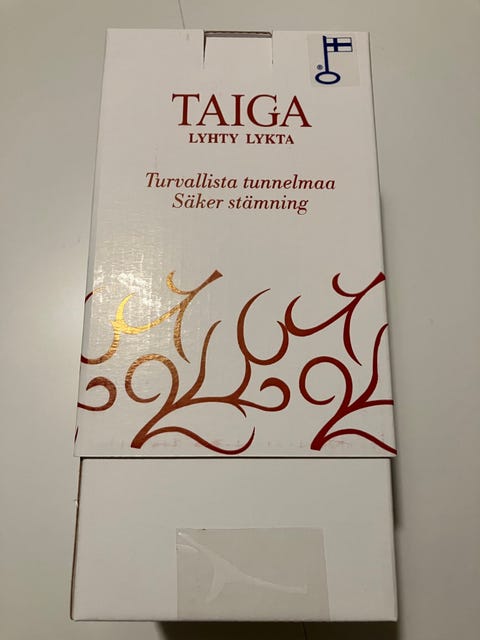 TAIGA
LYHTY LYKTA
Turvallista tunnelmaa
Säker stämning